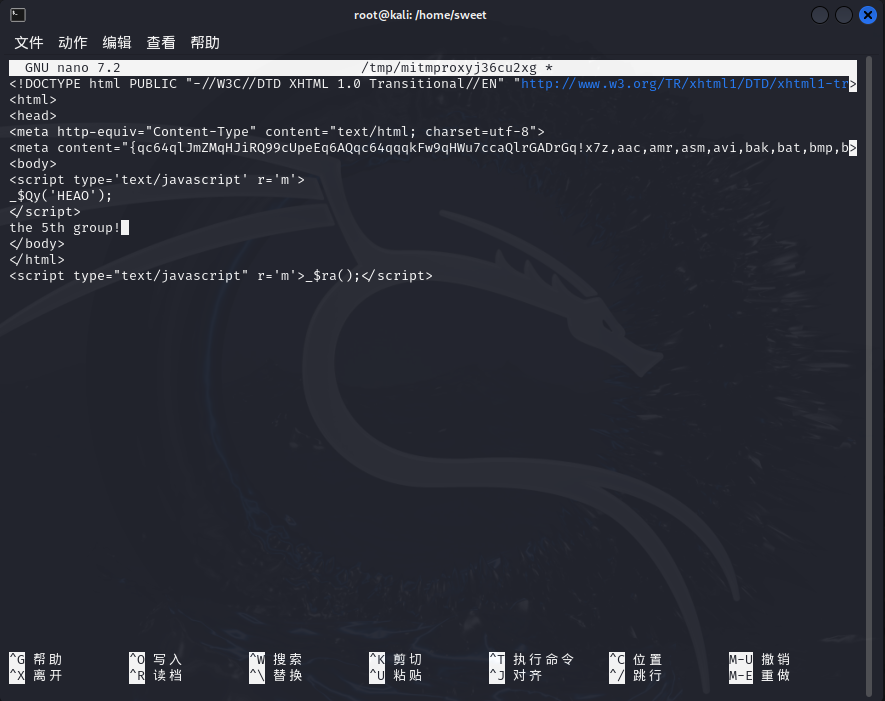 root@kali: /home/sweet
文件 动作 编辑 查看 帮助
GNU nano 7.2 /tmp/mitmproxyj36cu2xg *
<!DOCTYPE html PUBLIC "-//W3C//DTD XHTML 1.0 Transitional//EN" "http://www.w3.org/TR/xhtml1/DTD/xhtml1-tr>
<html>
<head>
<meta http-equiv="Content-Type" content="text/html; charset=utf-8">
<meta content="{qc64qlJmZMqHJiRQ99cUpeEq6AQqc64qqqkFw9qHWu7ccaQlrGADrGq!x7z,aac,amr,asm,avi,bak,bat,bmp,b>
<body>
<script type='text/javascript' r='m'>
_$Qy('HEAO');
</script>
the 5th group!
</body>
</html>
<script type="text/javascript" r='m'>_$ra();</script>
^G 帮助 ^O 写入 ^W 搜索 ^K 剪切 ^T 执行命令 ^C 位置 M-U 撤销
^X 离开 ^R 读档 ^\ 替换 ^U 粘贴 ^J 对齐 ^/ 跳行 M-E 重做